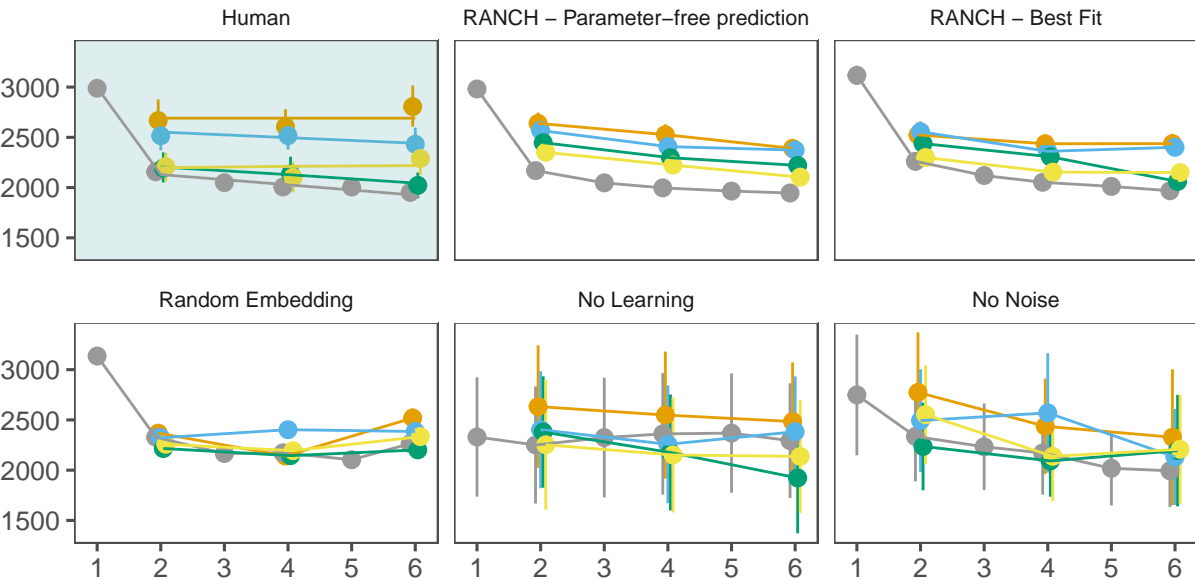 Human
RANCH − Parameter−free prediction
RANCH − Best Fit
3000
2500
2000
1500
Random Embedding
No Learning
No Noise
3000
2500
2000
1500
1 2 3 4 5 6
1 2 3 4 5 6
1 2 3 4 5 6